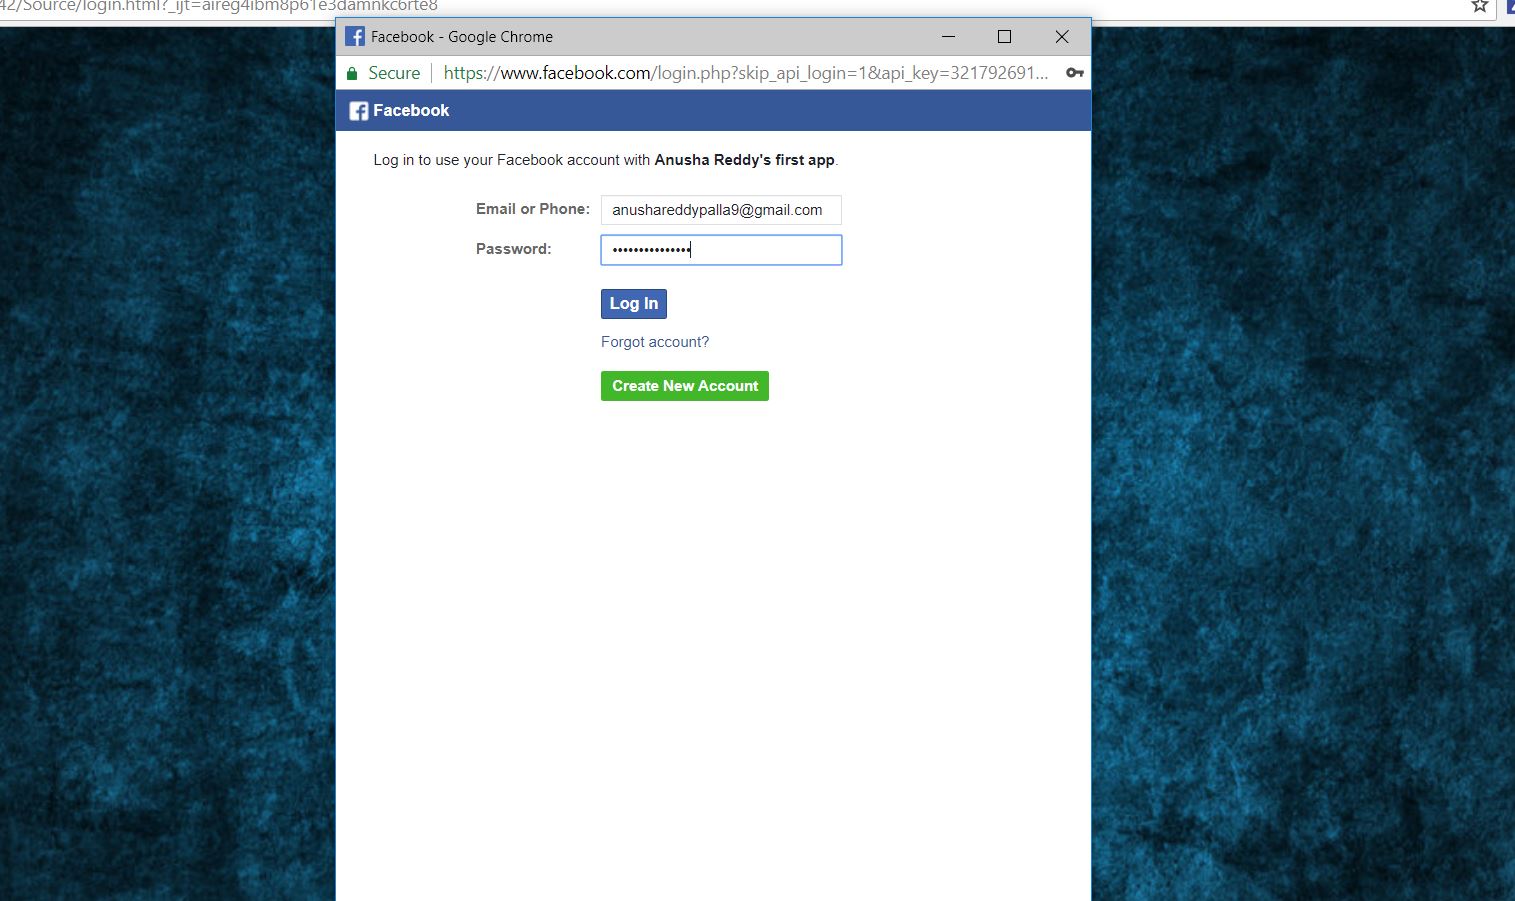 42/Source/login.html?_ijt=aireg4ibm8p61e3damnkc6rte8
Facebook - Google Chrome
Secure https://www.facebook.com/login.php?skip_api_login=1&api_key=321792691...
Facebook
Log in to use your Facebook account with Anusha Reddy's first app.
Email or Phone: anushareddypalla9@gmail.com
Password: •••••••••••••••
Log In
Forgot account?
Create New Account